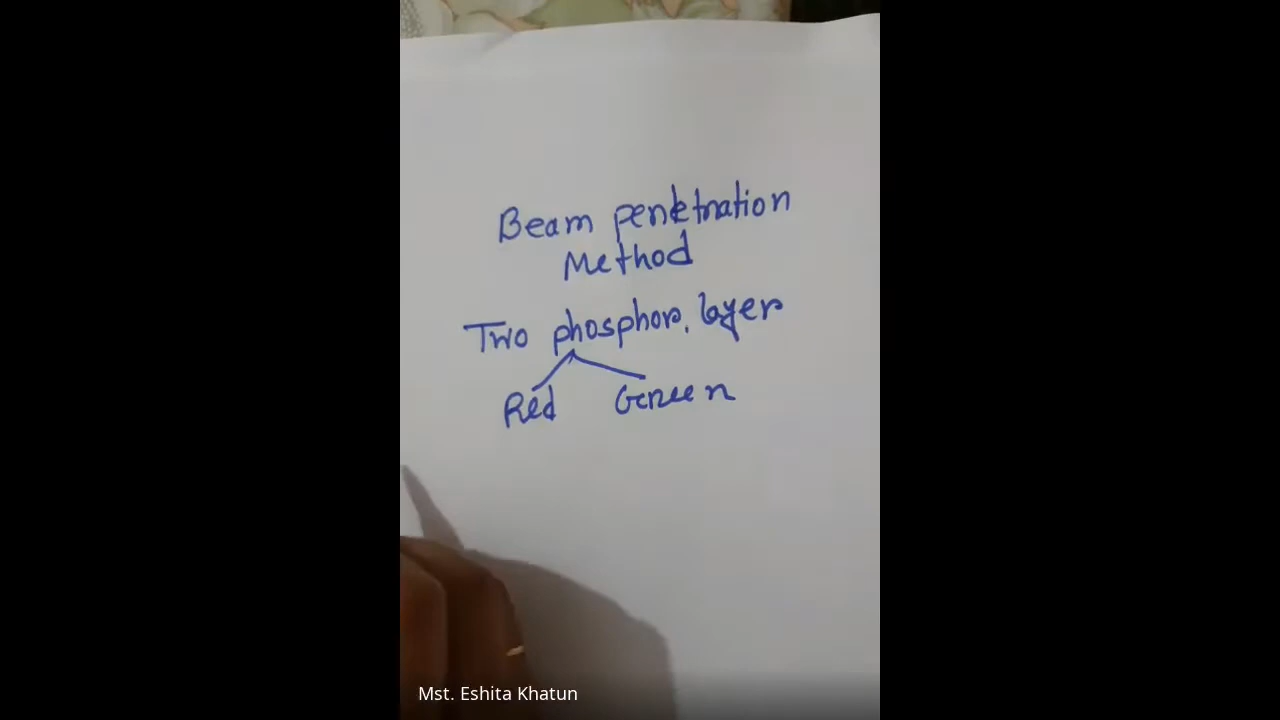 Beam penetration
Method
Two phosphor layer
Red Green
Mst. Eshita Khatun